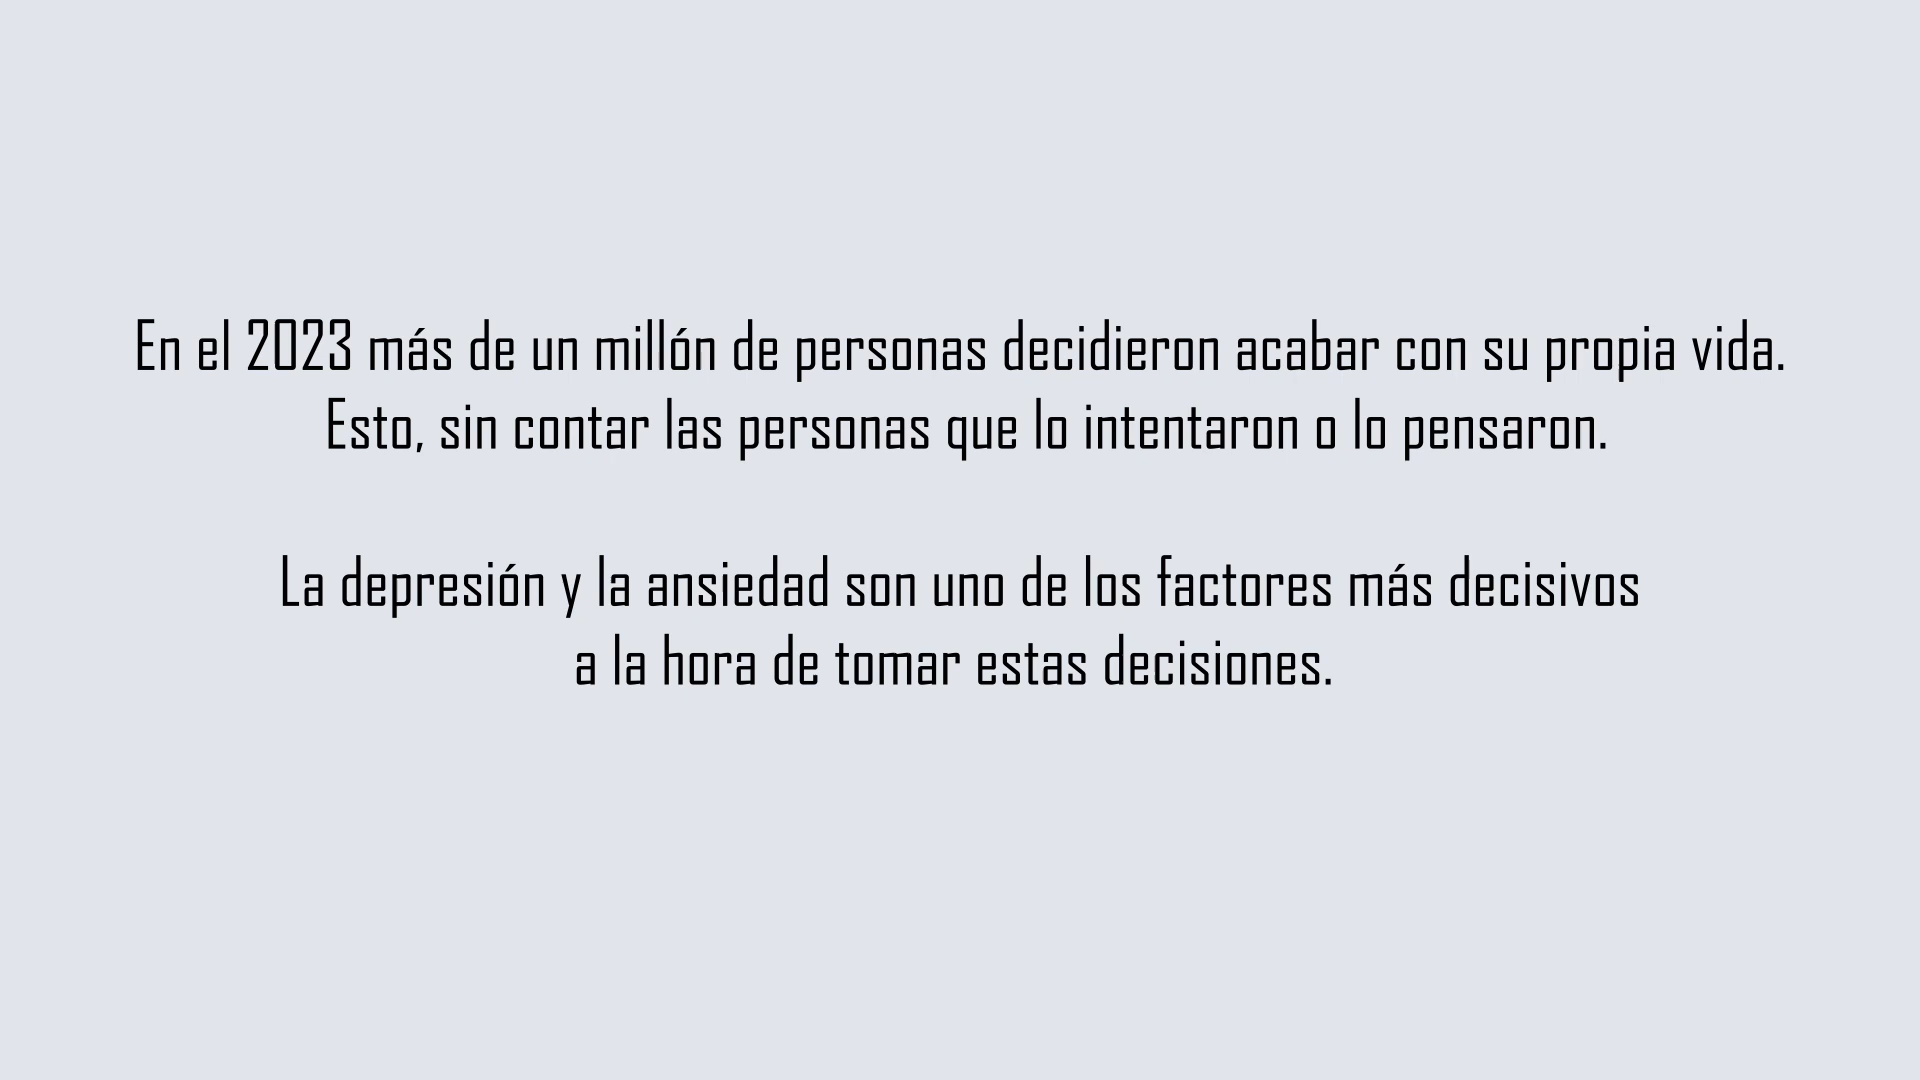 En el 2023 más de un millón de personas decidieron acabar con su propia vida.
Esto, sin contar las personas que lo intentaron o lo pensaron.
La depresión y la ansiedad son uno de los factores más decisivos
a la hora de tomar estas decisiones.